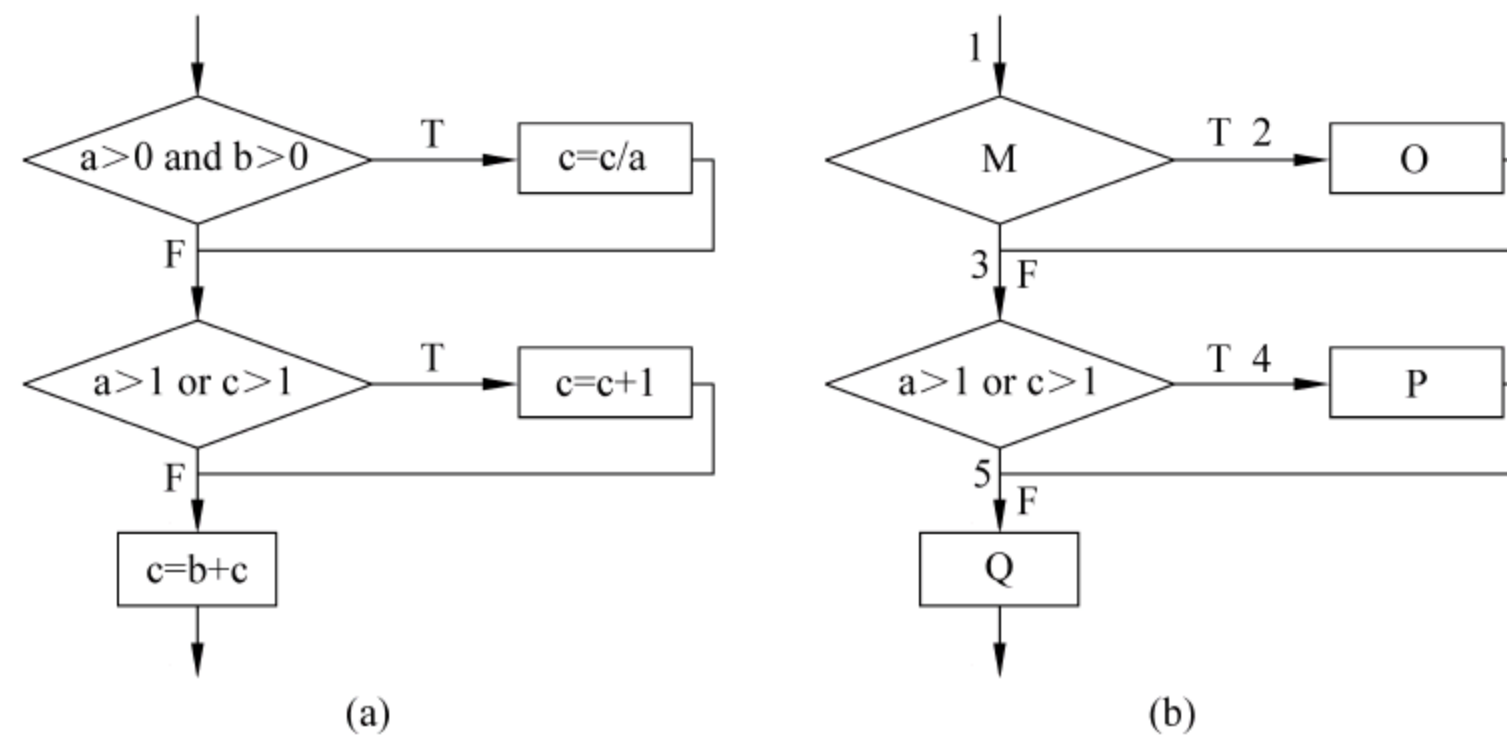 a>0 and b>0
T
c=c/a
F
a>1 or c>1
T
c=c+1
F
c=b+c
(a)
1
M
T 2
O
3 F
a>1 or c>1
T 4
P
5 F
Q
(b)